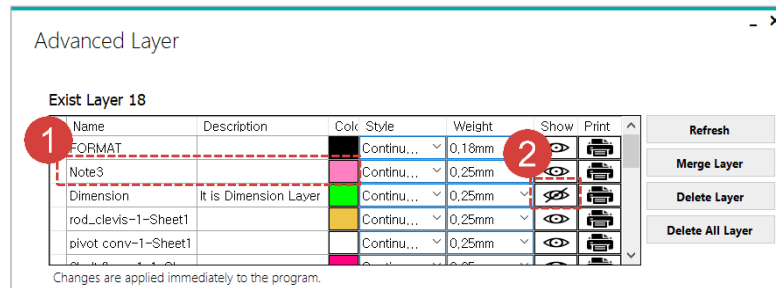 Advanced Layer
Exist Layer 18
Name Description Colc Style Weight Show Print
FORMAT Continu... 0,18mm
Note3 Continu... 0,25mm
Dimension It is Dimension Layer Continu... 0,25mm
rod_clevis-1-Sheet1 Continu... 0,25mm
pivot conv-1-Sheet1 Continu... 0,25mm
Changes are applied immediately to the program.
Refresh
Merge Layer
Delete Layer
Delete All Layer
1
2